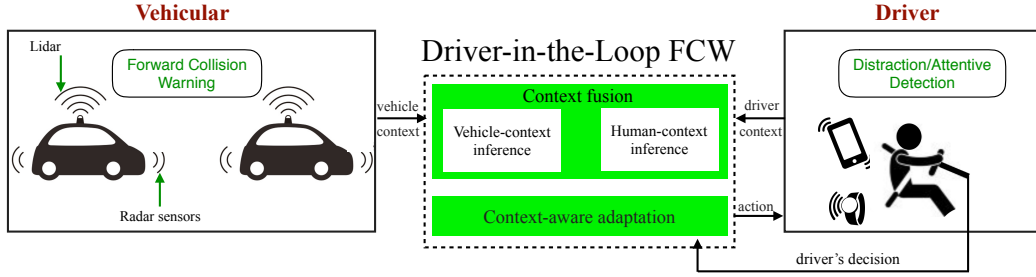 Vehicular
Lidar
Forward Collision
Warning
Radar sensors
vehicle
context
Driver-in-the-Loop FCW
Context fusion
Vehicle-context
inference
Human-context
inference
Context-aware adaptation
driver
context
action
Driver
Distraction/Attentive
Detection
driver's decision